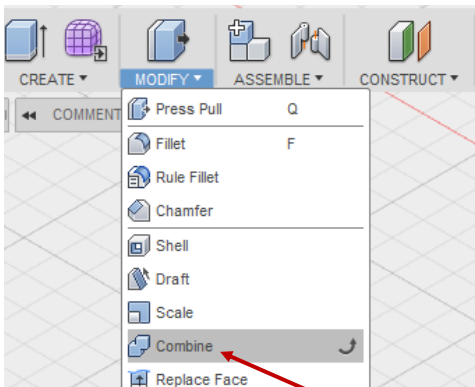 CREATE ▾ MODIFY ▾ ASSEMBLE ▾ CONSTRUCT ▾
COMMENT
Press Pull Q
Fillet F
Rule Fillet
Chamfer
Shell
Draft
Scale
Combine
Replace Face